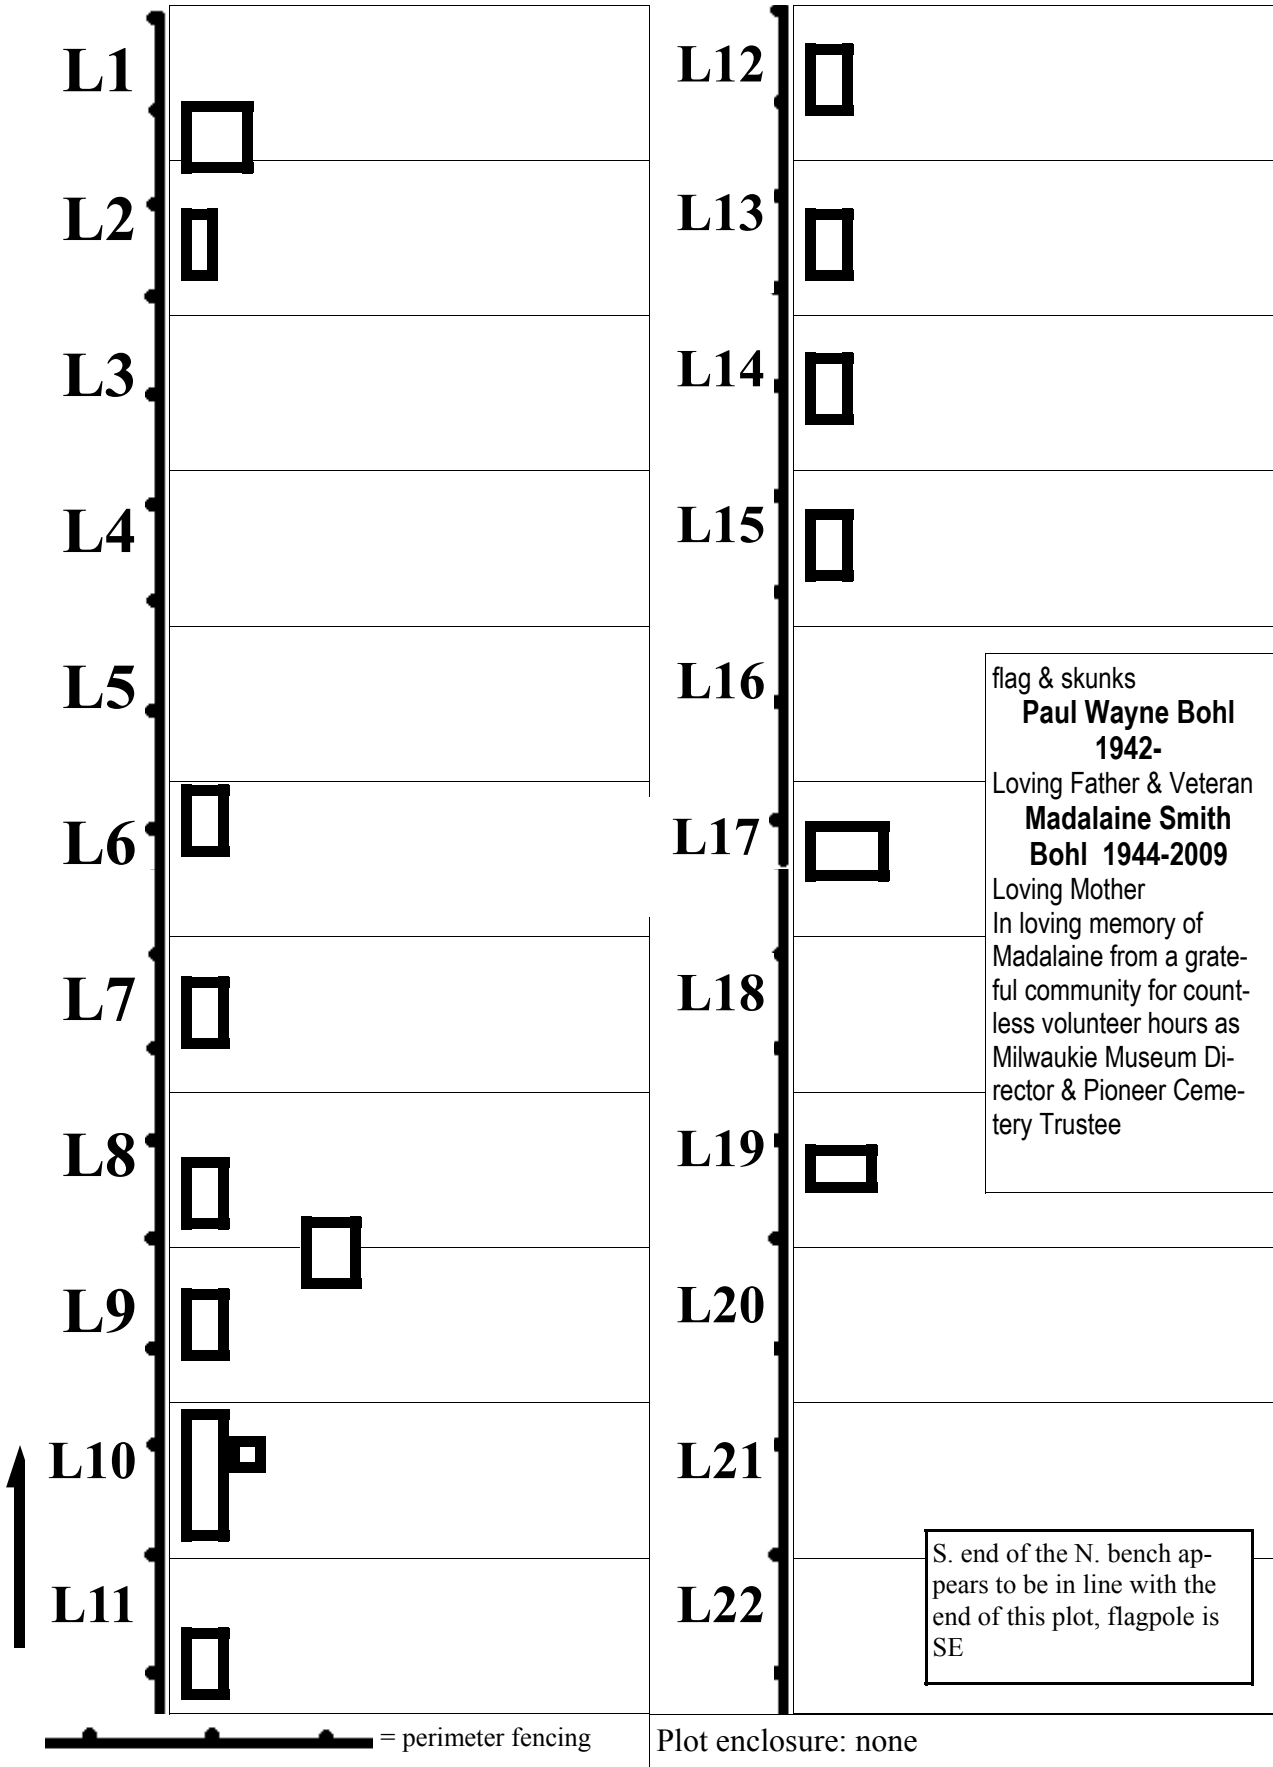 L1
L2
L3
L4
L5
L6
L7
L8
L9
L10
L11
= perimeter fencing
L12
L13
L14
L15
L16
L17
L18
L19
L20
L21
L22
flag & skunks
Paul Wayne Bohl
1942-
Loving Father & Veteran
Madalaine Smith
Bohl 1944-2009
Loving Mother
In loving memory of
Madalaine from a grate-
ful community for count-
less volunteer hours as
Milwaukie Museum Di-
rector & Pioneer Ceme-
tery Trustee
S. end of the N. bench ap-
pears to be in line with the
end of this plot, flagpole is
SE
Plot enclosure: none